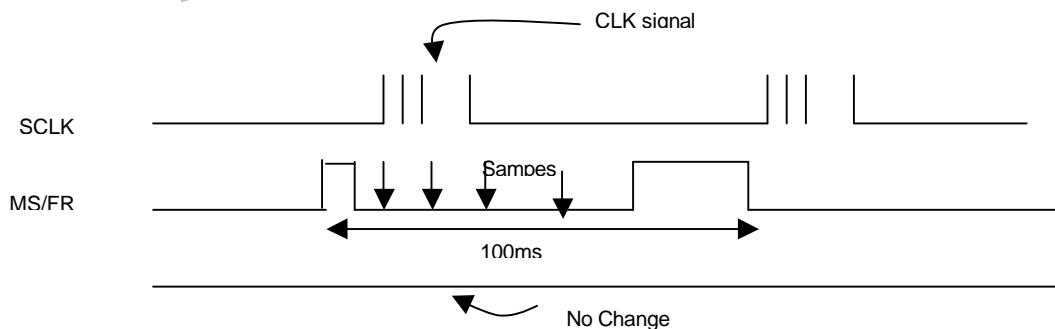 CLK signal
SCLK
Sampes
MS/FR
100ms
No Change